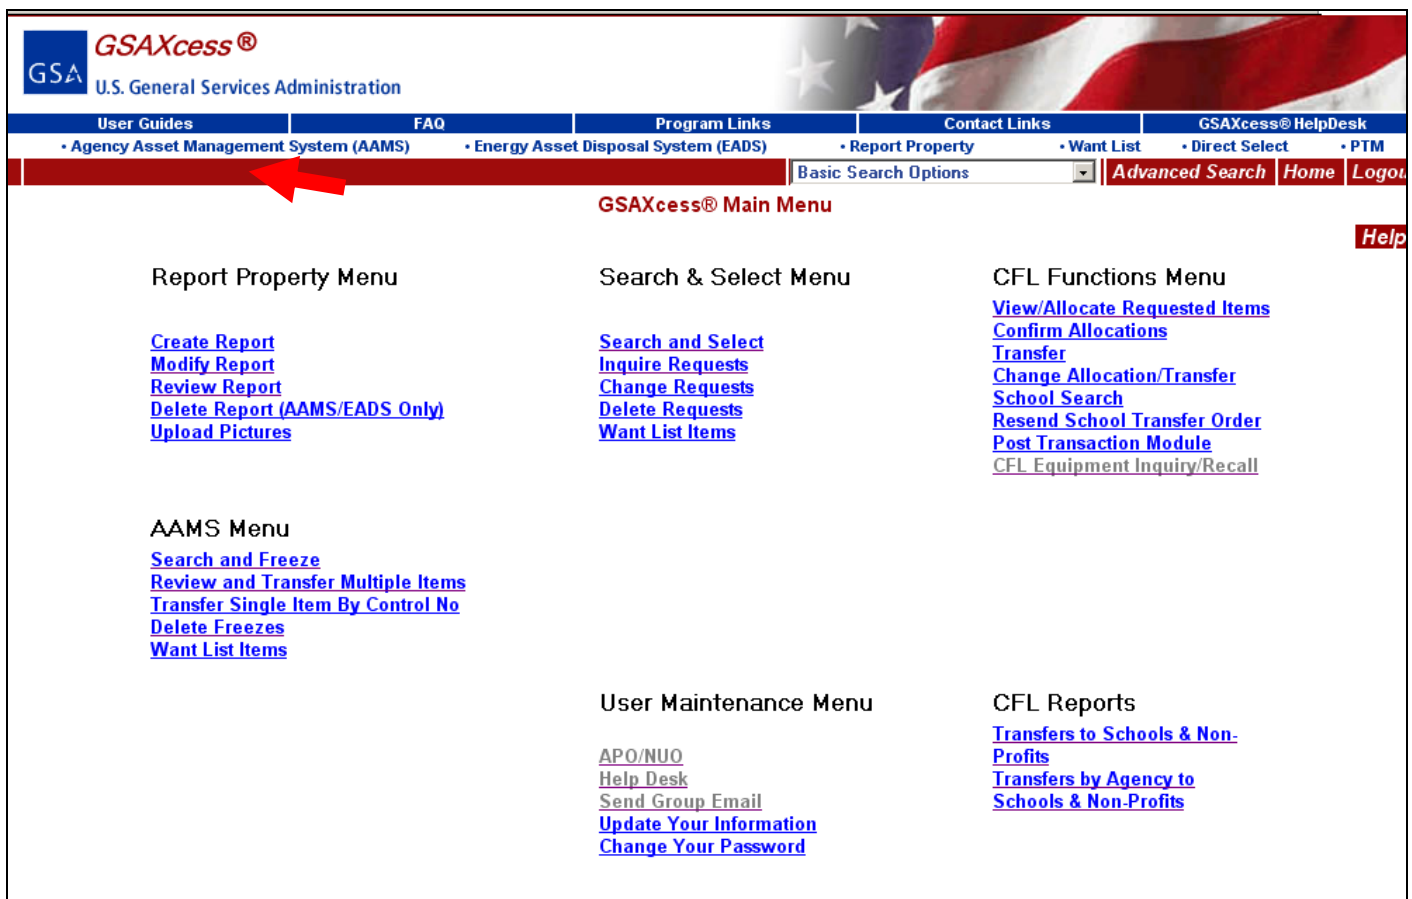 GSA
GSAXcess®
U.S. General Services Administration
User Guides FAQ Program Links Contact Links GSAXcess® HelpDesk
• Agency Asset Management System (AAMS) • Energy Asset Disposal System (EADS) • Report Property • Want List • Direct Select • PTM
Basic Search Options Advanced Search Home Logou
GSAXcess® Main Menu
Help
Report Property Menu
Create Report
Modify Report
Review Report
Delete Report (AAMS/EADS Only)
Upload Pictures
Search & Select Menu
Search and Select
Inquire Requests
Change Requests
Delete Requests
Want List Items
CFL Functions Menu
View/Allocate Requested Items
Confirm Allocations
Transfer
Change Allocation/Transfer
School Search
Resend School Transfer Order
Post Transaction Module
CFL Equipment Inquiry/Recall
AAMS Menu
Search and Freeze
Review and Transfer Multiple Items
Transfer Single Item By Control No
Delete Freezes
Want List Items
User Maintenance Menu
APO/NUO
Help Desk
Send Group Email
Update Your Information
Change Your Password
CFL Reports
Transfers to Schools & Non-
Profits
Transfers by Agency to
Schools & Non-Profits